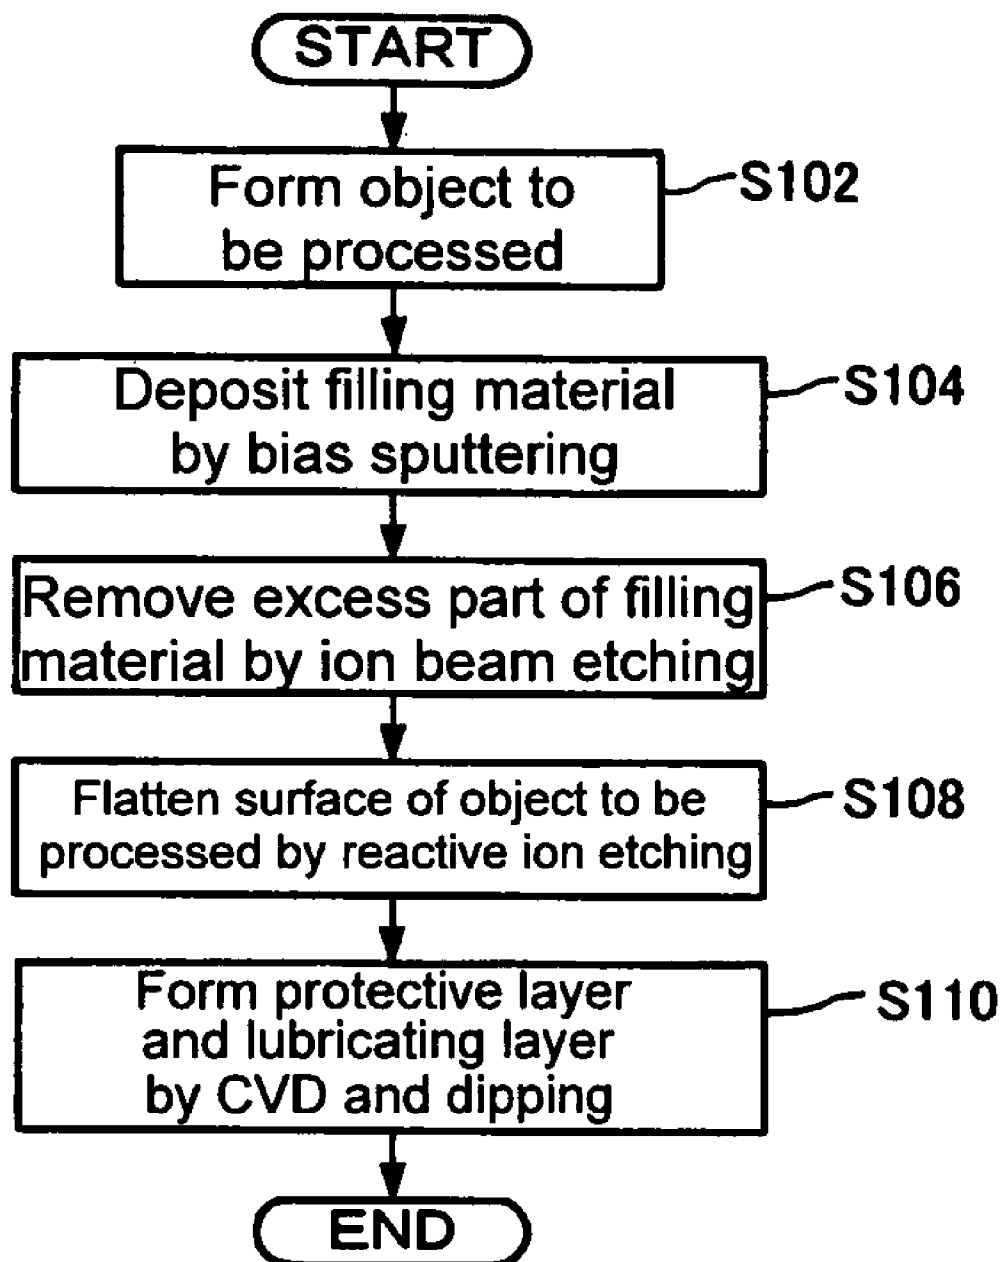 START
Form object to
be processed
S102
Deposit filling material
by bias sputtering
S104
Remove excess part of filling
material by ion beam etching
S106
Flatten surface of object to be
processed by reactive ion etching
S108
Form protective layer
and lubricating layer
by CVD and dipping
S110
END